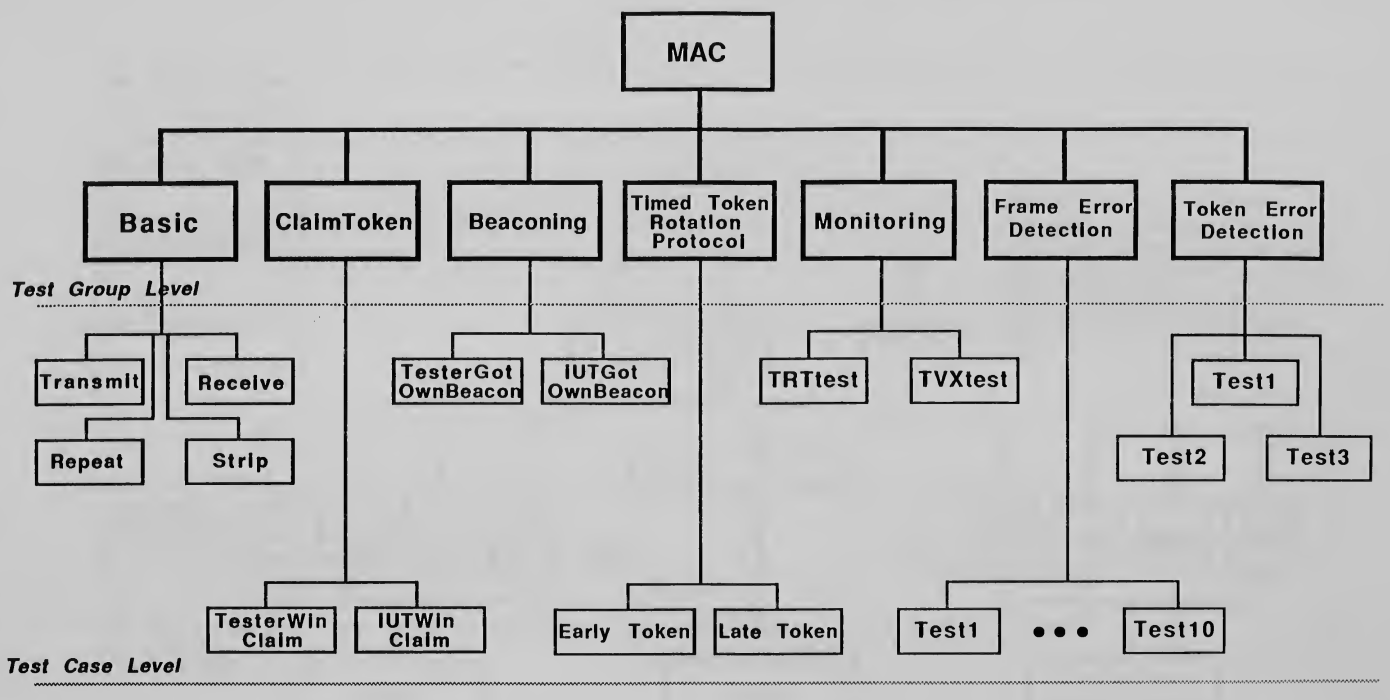 MAC
Basic
ClaimToken
Beaconing
Timed Token
Rotation
Protocol
Monitoring
Frame Error
Detection
Token Error
Detection
Test Group Level
Transmit
Receive
TesterGot
OwnBeacon
IUTGot
OwnBeacon
TRTtest
TVXtest
Test1
Repeat
Strip
Test2
Test3
TesterWin
Claim
IUTWin
Claim
Early Token
Late Token
Test1
•••
Test10
Test Case Level